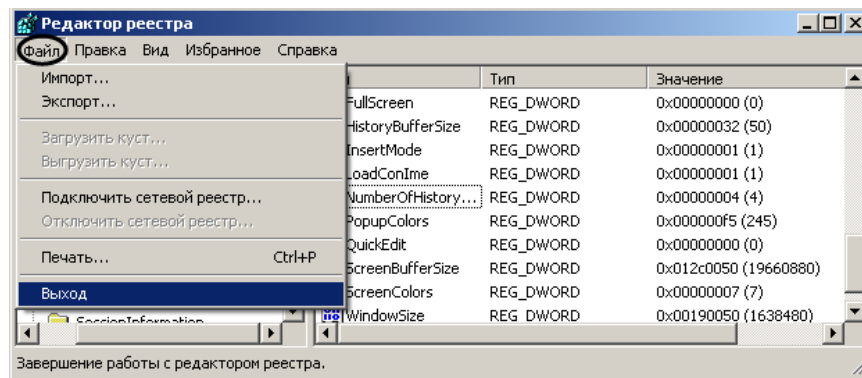 Редактор реестра
Файл Правка Вид Избранное Справка
Импорт...
Экспорт...
Загрузить куст...
Выгрузить куст...
Подключить сетевой реестр...
Отключить сетевой реестр...
Печать... Ctrl+P
Выход
Тип Значение
FullScreen REG_DWORD 0x00000000 (0)
HistoryBufferSize REG_DWORD 0x00000032 (50)
InsertMode REG_DWORD 0x00000001 (1)
LoadConIme REG_DWORD 0x00000001 (1)
NumberOfHistory... REG_DWORD 0x00000004 (4)
PopupColors REG_DWORD 0x000000f5 (245)
QuickEdit REG_DWORD 0x00000000 (0)
ScreenBufferSize REG_DWORD 0x012c0050 (19660880)
ScreenColors REG_DWORD 0x00000007 (7)
WindowSize REG_DWORD 0x00190050 (1638480)
SessionInformation
Завершение работы с редактором реестра.